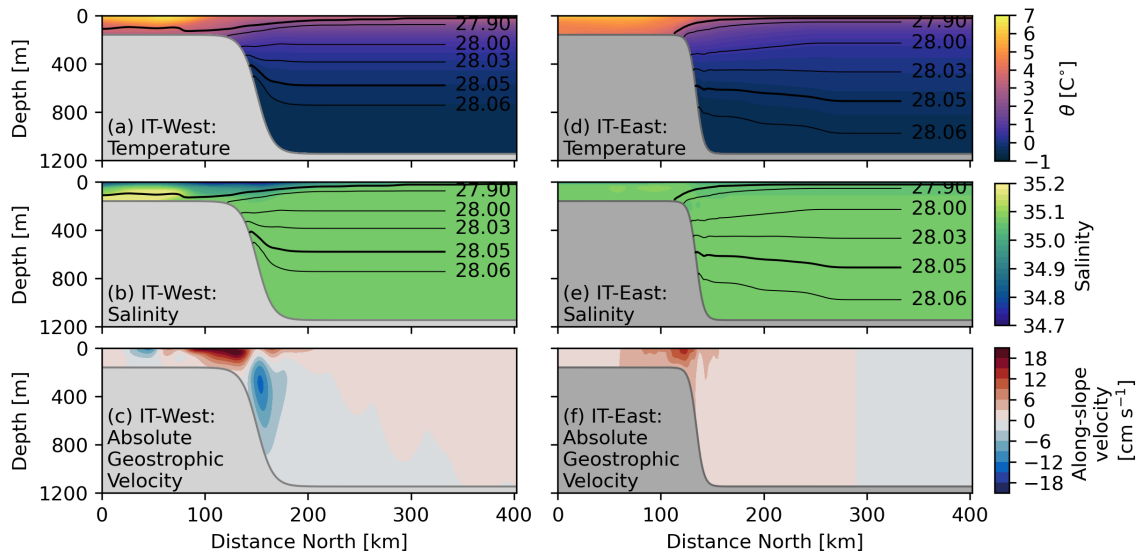 0
400
800
1200
Depth [m]
27.90
28.00
28.03
28.05
28.06
(a) IT-West:
Temperature
27.90
28.00
28.03
28.05
28.06
(d) IT-East:
Temperature
7
6
5
4
3
2
1
0
−1
θ [C°]
0
400
800
1200
Depth [m]
27.90
28.00
28.03
28.05
28.06
(b) IT-West:
Salinity
27.90
28.00
28.03
28.05
28.06
(e) IT-East:
Salinity
35.2
35.1
35.0
34.9
34.8
34.7
Salinity
0
400
800
1200
Depth [m]
(c) IT-West:
Absolute
Geostrophic
Velocity
(f) IT-East:
Absolute
Geostrophic
Velocity
18
12
6
0
−6
−12
−18
Along-slope
velocity
[cm s⁻¹]
0 100 200 300 400
Distance North [km]
0 100 200 300 400
Distance North [km]